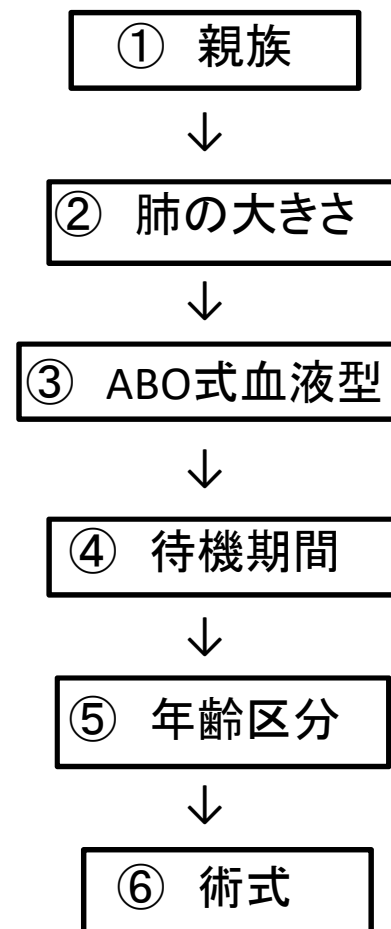 ① 親族
↓
② 肺の大きさ
↓
③ ABO式血液型
↓
④ 待機期間
↓
⑤ 年齢区分
↓
⑥ 術式